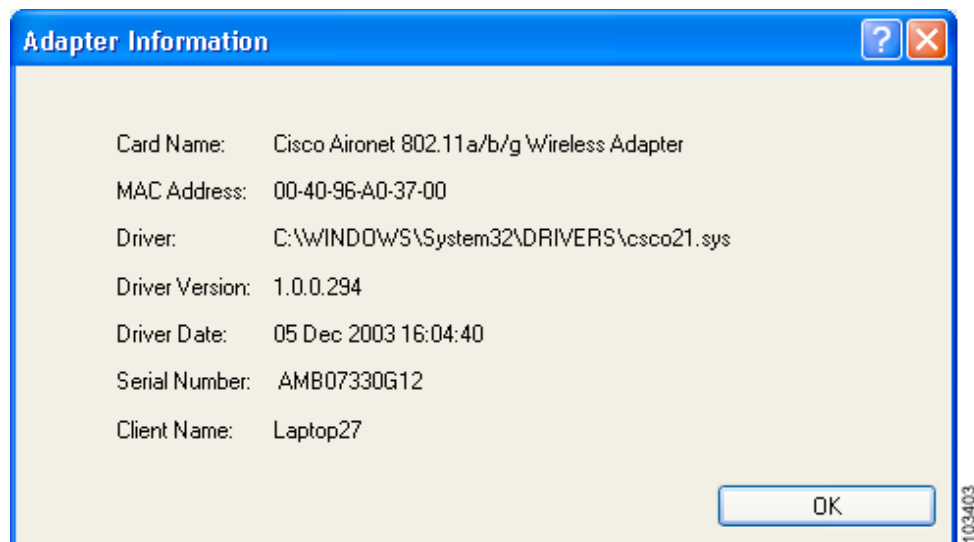 Adapter Information
Card Name: Cisco Aironet 802.11a/b/g Wireless Adapter
MAC Address: 00-40-96-A0-37-00
Driver: C:\WINDOWS\System32\DRIVERS\csco21.sys
Driver Version: 1.0.0.294
Driver Date: 05 Dec 2003 16:04:40
Serial Number: AMB07330G12
Client Name: Laptop27
OK
103403